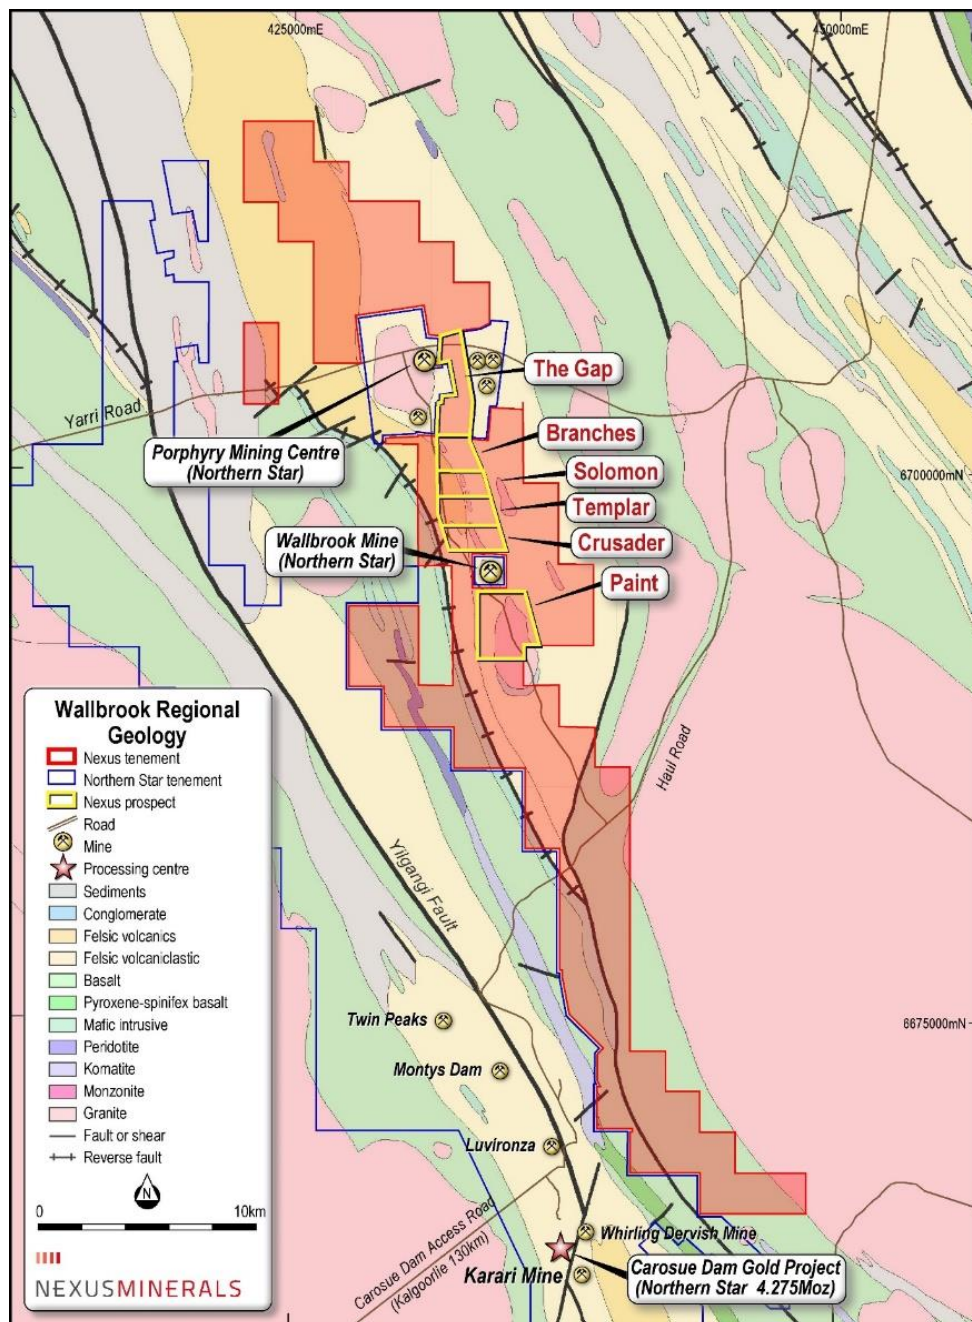 425000mE
450000mE
The Gap
Yarri Road
Branches
Porphyry Mining Centre
(Northern Star)
Solomon
6700000mN
Templar
Wallbrook Mine
(Northern Star)
Crusader
Paint
Wallbrook Regional
Geology
Nexus tenement
Northern Star tenement
Nexus prospect
Road
Mine
Processing centre
Sediments
Conglomerate
Felsic volcanics
Felsic volcaniclastic
Basalt
Pyroxene-spinifex basalt
Mafic intrusive
Peridotite
Komatite
Monzonite
Granite
Fault or shear
Reverse fault
N
0 10km
NEXUSMINERALS
Haul Road
Yilgangi Fault
6675000mN
Twin Peaks
Montys Dam
Luvironza
Carosue Dam Access Road
(Kalgoorlie 130km)
Whirling Dervish Mine
Karari Mine
Carosue Dam Gold Project
(Northern Star 4.275Moz)